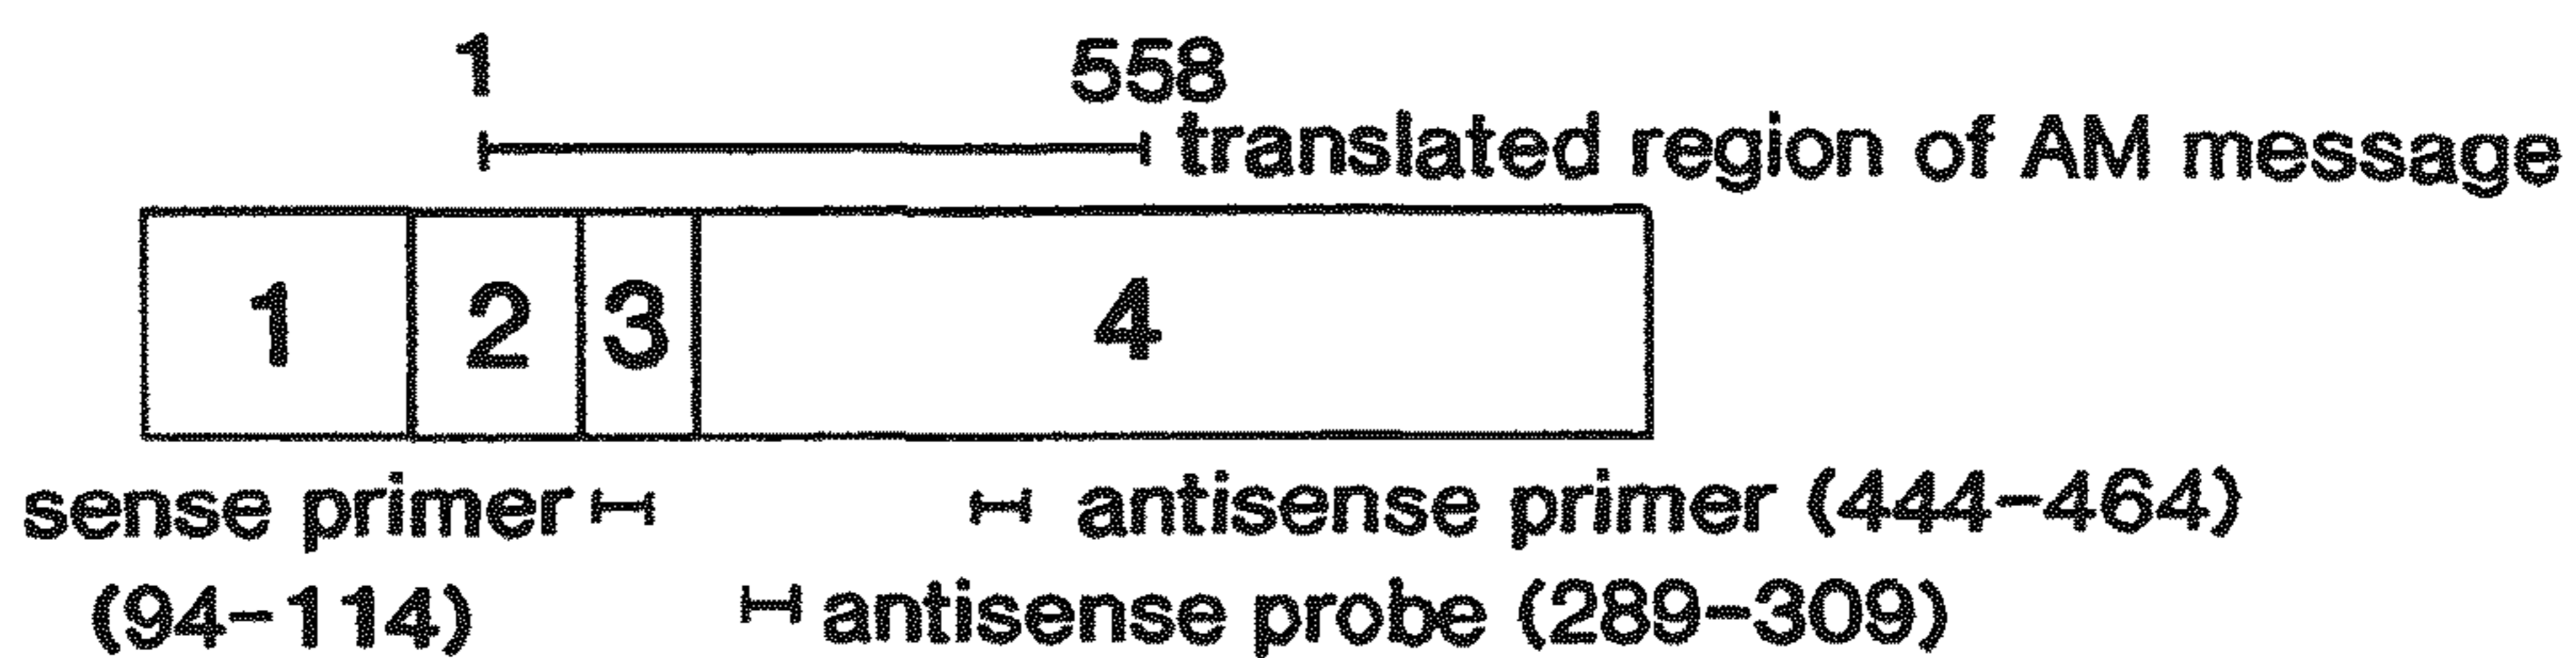 1 558
translated region of AM message
1 2 3 4
sense primer antisense primer (444-464)
(94-114) antisense probe (289-309)